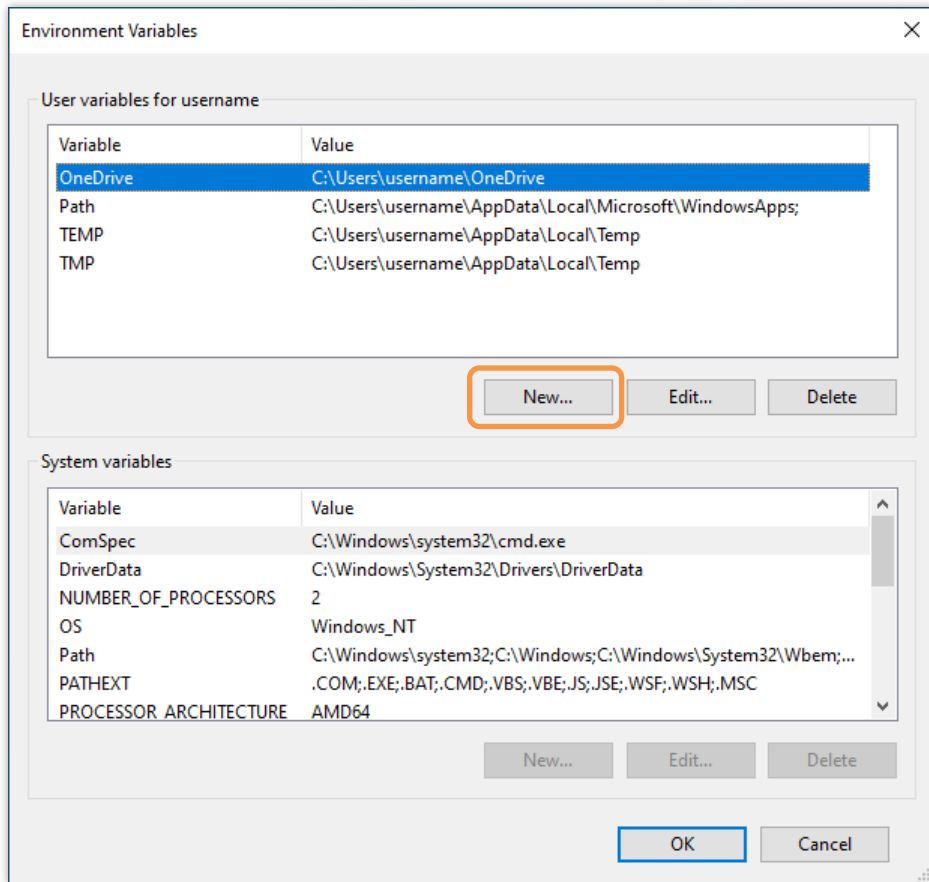 Environment Variables
User variables for username
Variable Value
OneDrive C:\Users\username\OneDrive
Path C:\Users\username\AppData\Local\Microsoft\WindowsApps;
TEMP C:\Users\username\AppData\Local\Temp
TMP C:\Users\username\AppData\Local\Temp
New... Edit... Delete
System variables
Variable Value
ComSpec C:\Windows\system32\cmd.exe
DriverData C:\Windows\System32\Drivers\DriverData
NUMBER_OF_PROCESSORS 2
OS Windows_NT
Path C:\Windows\system32;C:\Windows;C:\Windows\System32\Wbem;...
PATHEXT .COM;.EXE;.BAT;.CMD;.VBS;.VBE;.JS;.JSE;.WSF;.WSH;.MSC
PROCESSOR_ARCHITECTURE AMD64
New... Edit... Delete
OK Cancel